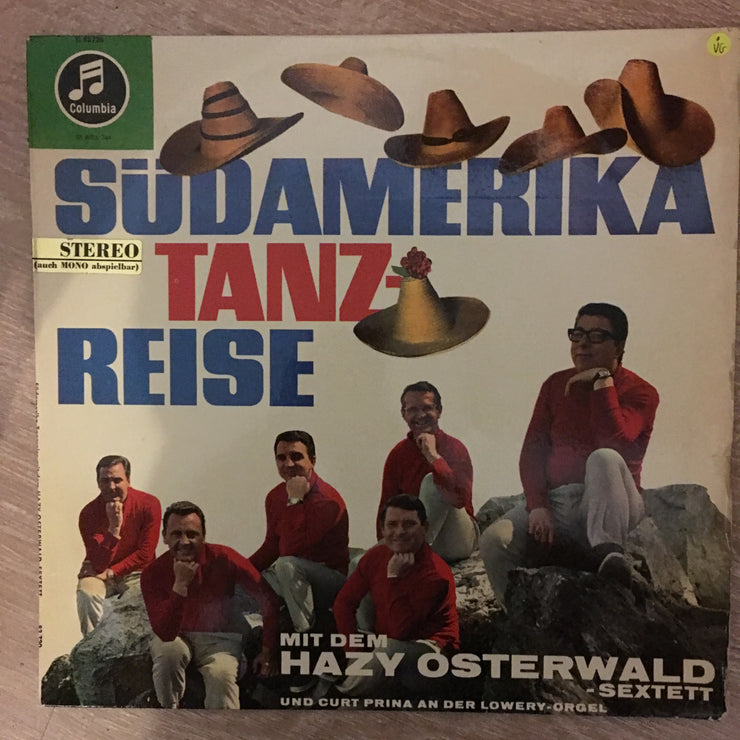 Columbia
VG
SÜDAMERIKA
STEREO
(auch MONO abspielbar)
TANZ-
REISE
MIT DEM
HAZY OSTERWALD
-SEXTETT
UND CURT PRINA AN DER LOWERY-ORGEL